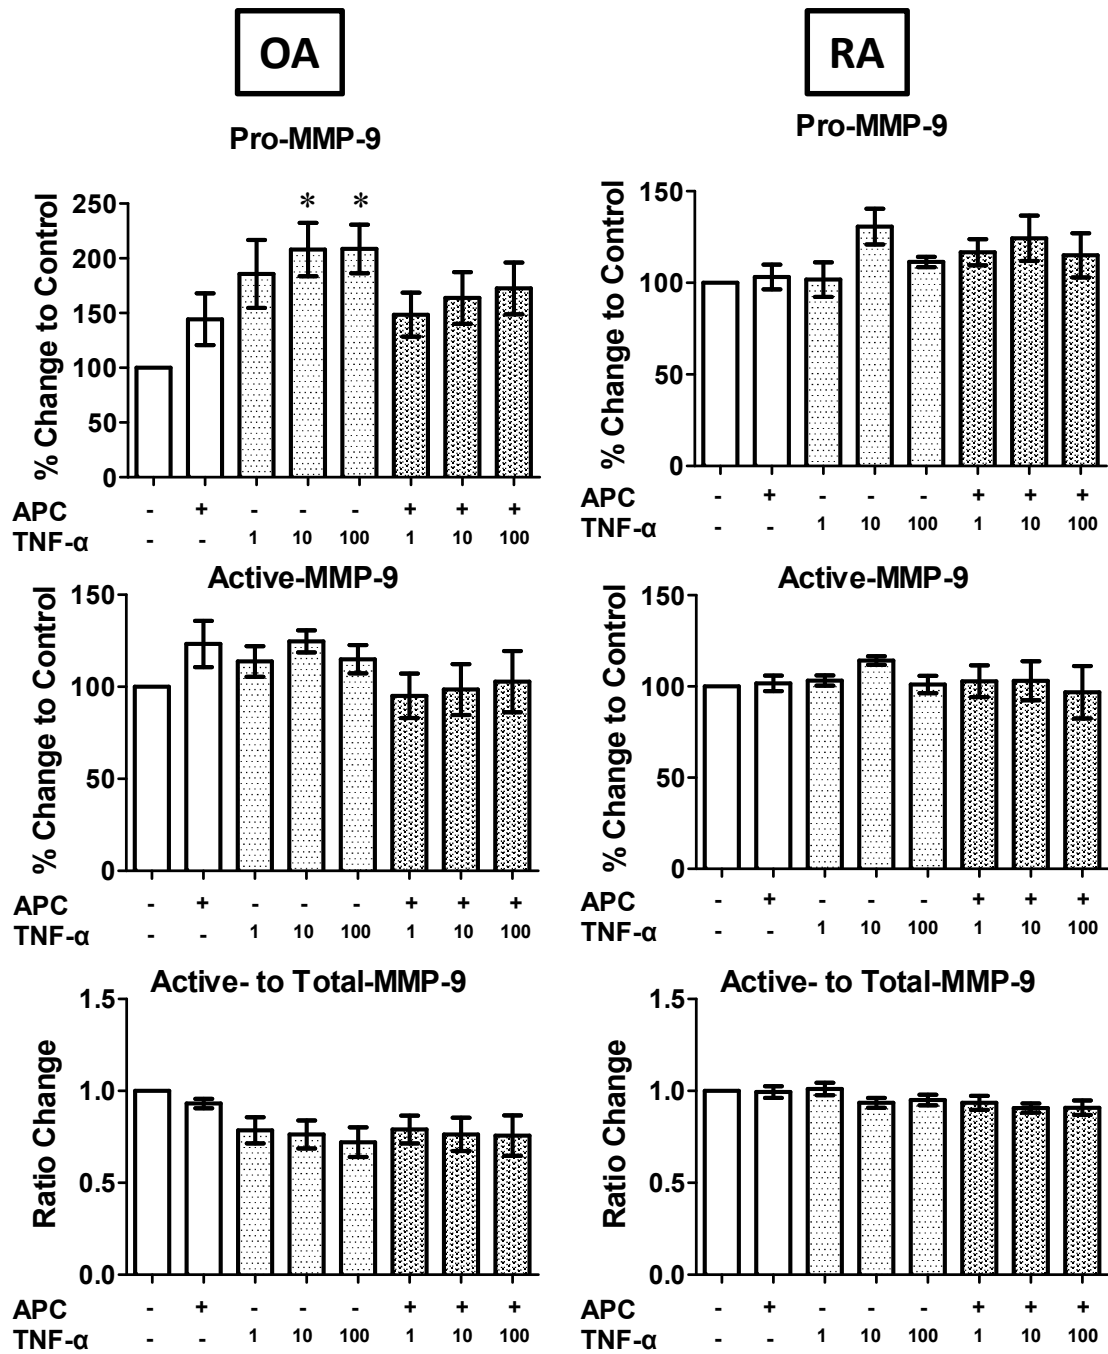 OA
Pro-MMP-9
% Change to Control
250
200
150
100
50
0
APC - + - - - + + +
TNF-α - - 1 10 100 1 10 100
* *
Active-MMP-9
% Change to Control
150
100
50
0
APC - + - - - + + +
TNF-α - - 1 10 100 1 10 100
Active- to Total-MMP-9
Ratio Change
1.5
1.0
0.5
0.0
APC - + - - - + + +
TNF-α - - 1 10 100 1 10 100
RA
Pro-MMP-9
% Change to Control
150
100
50
0
APC - + - - - + + +
TNF-α - - 1 10 100 1 10 100
Active-MMP-9
% Change to Control
150
100
50
0
APC - + - - - + + +
TNF-α - - 1 10 100 1 10 100
Active- to Total-MMP-9
Ratio Change
1.5
1.0
0.5
0.0
APC - + - - - + + +
TNF-α - - 1 10 100 1 10 100